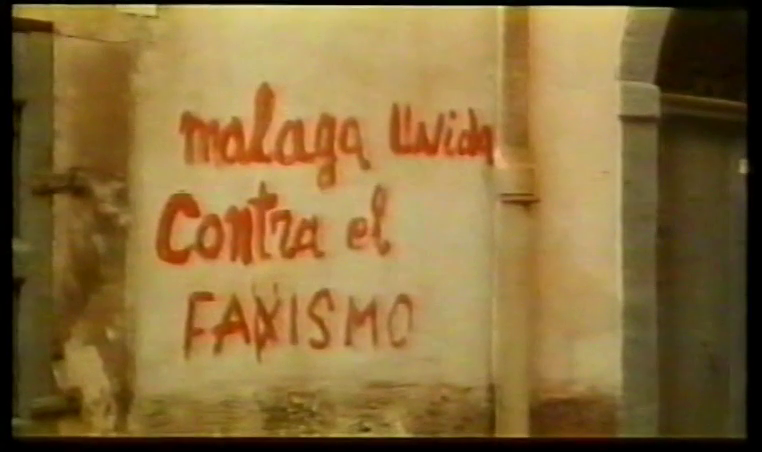 malaga Unida
Contra el
FAXISMO